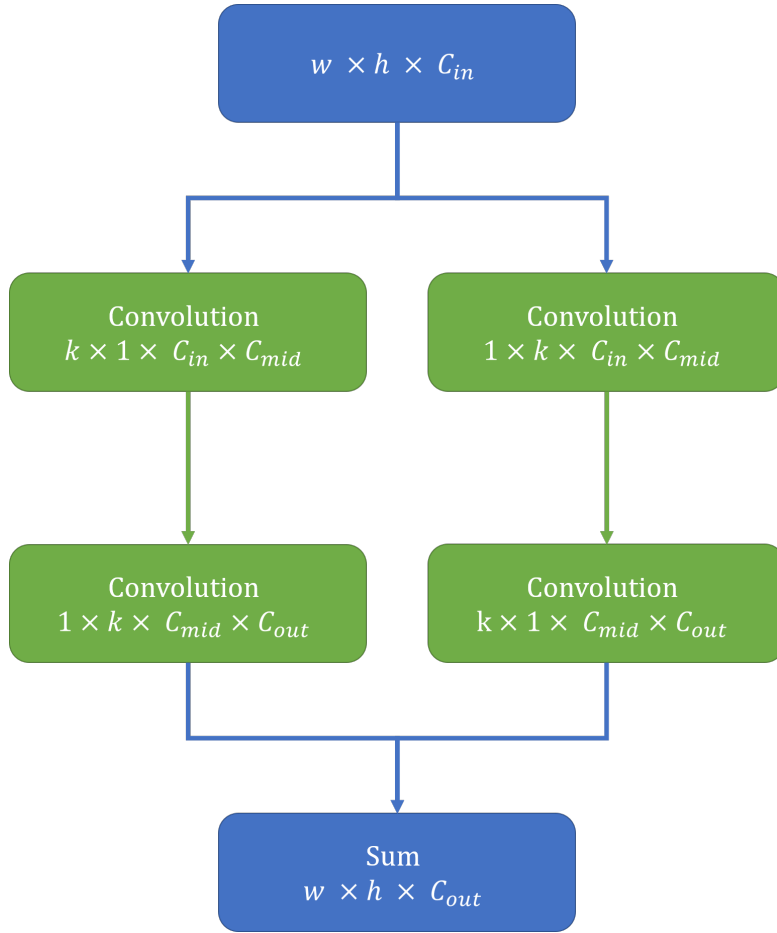 w × h × C_in
Convolution
k × 1 × C_in × C_mid
Convolution
1 × k × C_in × C_mid
Convolution
1 × k × C_mid × C_out
Convolution
k × 1 × C_mid × C_out
Sum
w × h × C_out